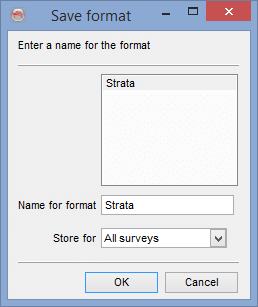 Save format
Enter a name for the format
Strata
Name for format Strata
Store for All surveys
OK Cancel